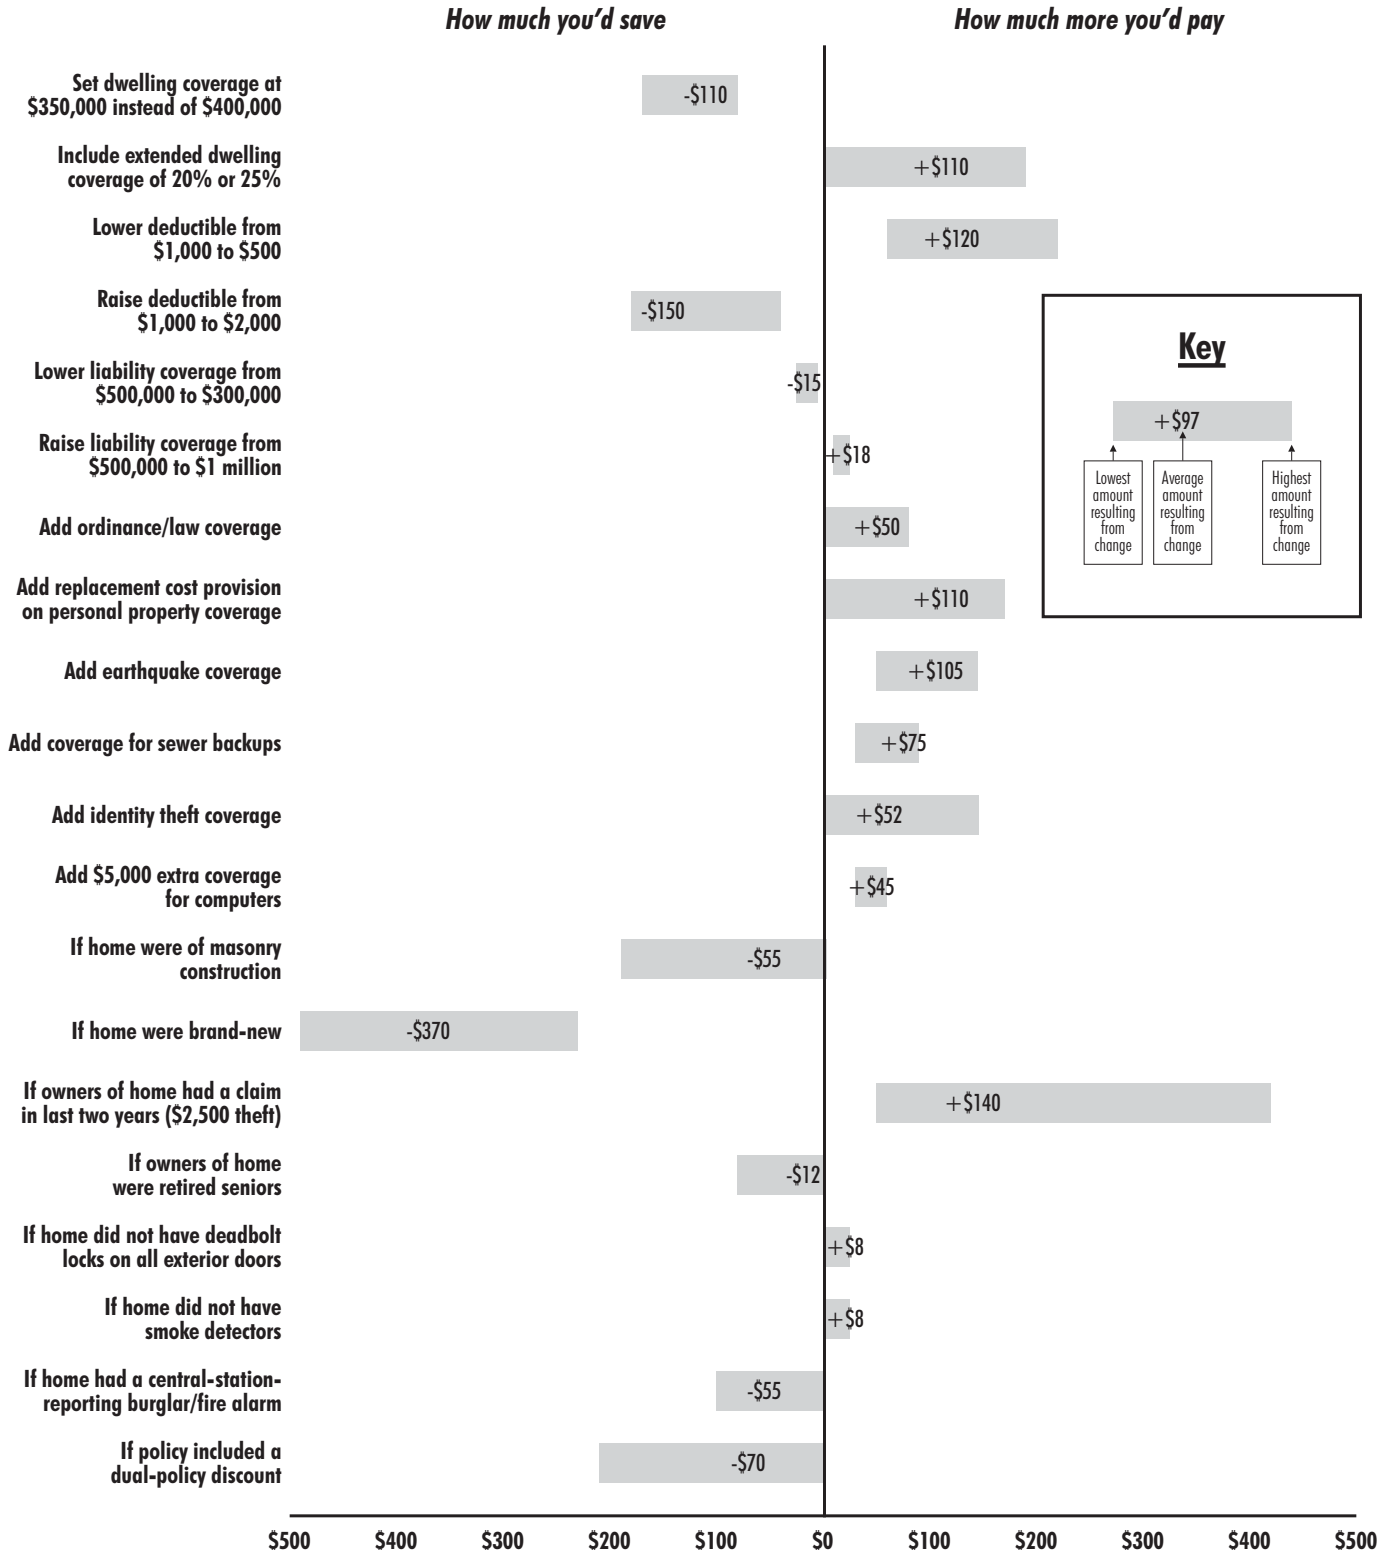 How much you'd save
How much more you'd pay
Set dwelling coverage at
$350,000 instead of $400,000
-$110
Include extended dwelling
coverage of 20% or 25%
+$110
Lower deductible from
$1,000 to $500
+$120
Raise deductible from
$1,000 to $2,000
-$150
Lower liability coverage from
$500,000 to $300,000
-$15
Raise liability coverage from
$500,000 to $1 million
+$18
Add ordinance/law coverage
+$50
Add replacement cost provision
on personal property coverage
+$110
Add earthquake coverage
+$105
Add coverage for sewer backups
+$75
Add identity theft coverage
+$52
Add $5,000 extra coverage
for computers
+$45
If home were of masonry
construction
-$55
If home were brand-new
-$370
If owners of home had a claim
in last two years ($2,500 theft)
+$140
If owners of home
were retired seniors
-$12
If home did not have deadbolt
locks on all exterior doors
+$8
If home did not have
smoke detectors
+$8
If home had a central-station-
reporting burglar/fire alarm
-$55
If policy included a
dual-policy discount
-$70
Key
+$97
Lowest
amount
resulting
from
change
Average
amount
resulting
from
change
Highest
amount
resulting
from
change
$500 $400 $300 $200 $100 $0 $100 $200 $300 $400 $500